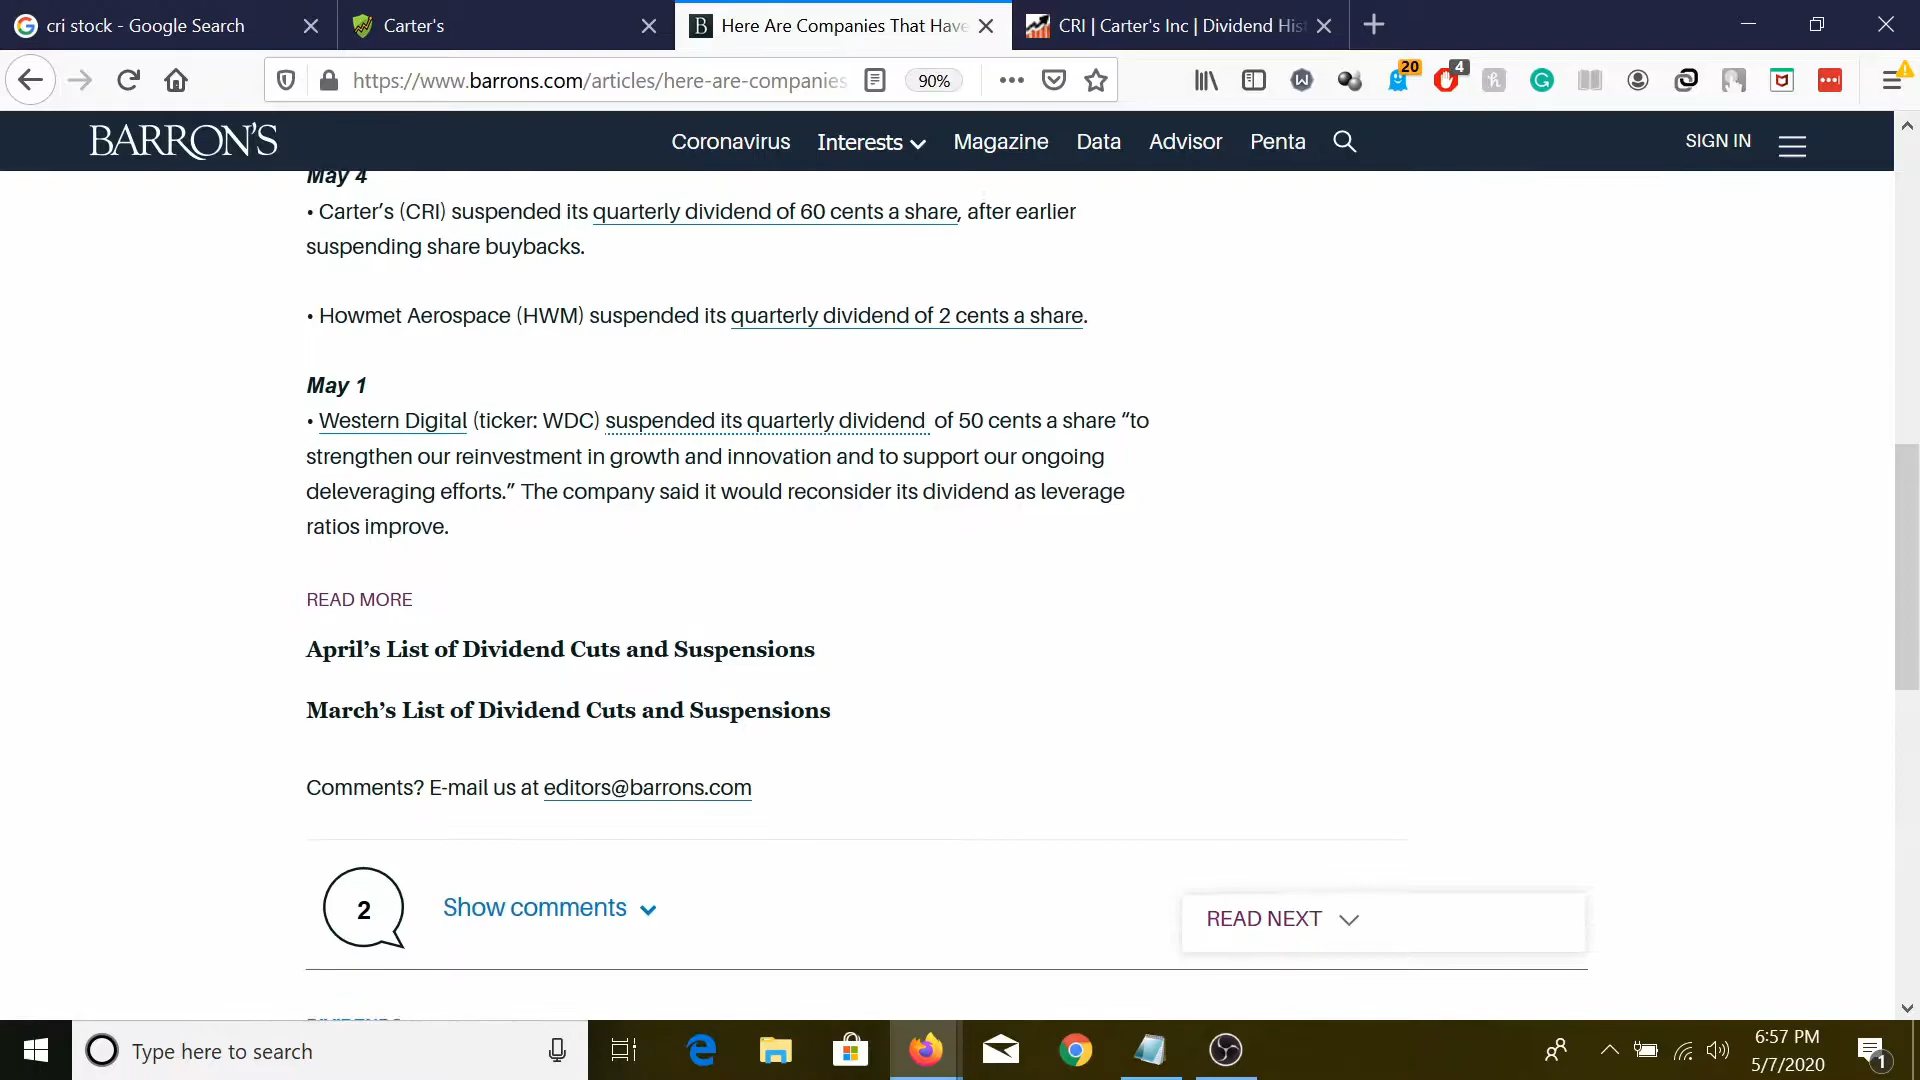 cri stock - Google Search
Carter's
Here Are Companies That Have
CRI | Carter's Inc | Dividend His
https://www.barrons.com/articles/here-are-companies
90%
20
4
BARRON'S
Coronavirus
Interests
Magazine
Data
Advisor
Penta
SIGN IN
May 4
• Carter’s (CRI) suspended its quarterly dividend of 60 cents a share, after earlier
suspending share buybacks.
• Howmet Aerospace (HWM) suspended its quarterly dividend of 2 cents a share.
May 1
• Western Digital (ticker: WDC) suspended its quarterly dividend of 50 cents a share “to
strengthen our reinvestment in growth and innovation and to support our ongoing
deleveraging efforts.” The company said it would reconsider its dividend as leverage
ratios improve.
READ MORE
April’s List of Dividend Cuts and Suspensions
March’s List of Dividend Cuts and Suspensions
Comments? E-mail us at editors@barrons.com
2
Show comments
READ NEXT
Type here to search
6:57 PM
5/7/2020
1